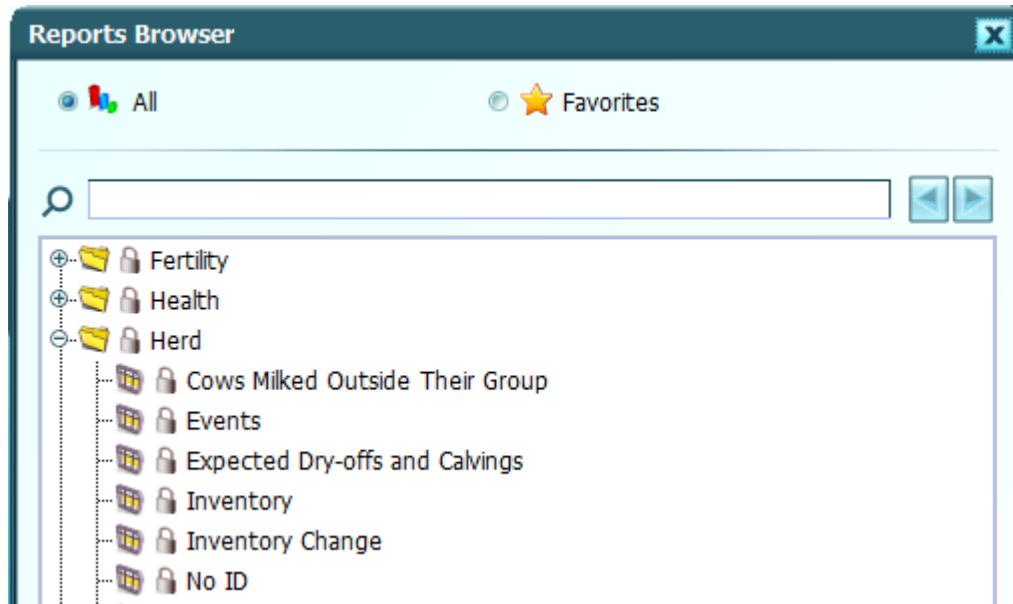 Reports Browser
All Favorites
Fertility
Health
Herd
Cows Milked Outside Their Group
Events
Expected Dry-offs and Calvings
Inventory
Inventory Change
No ID